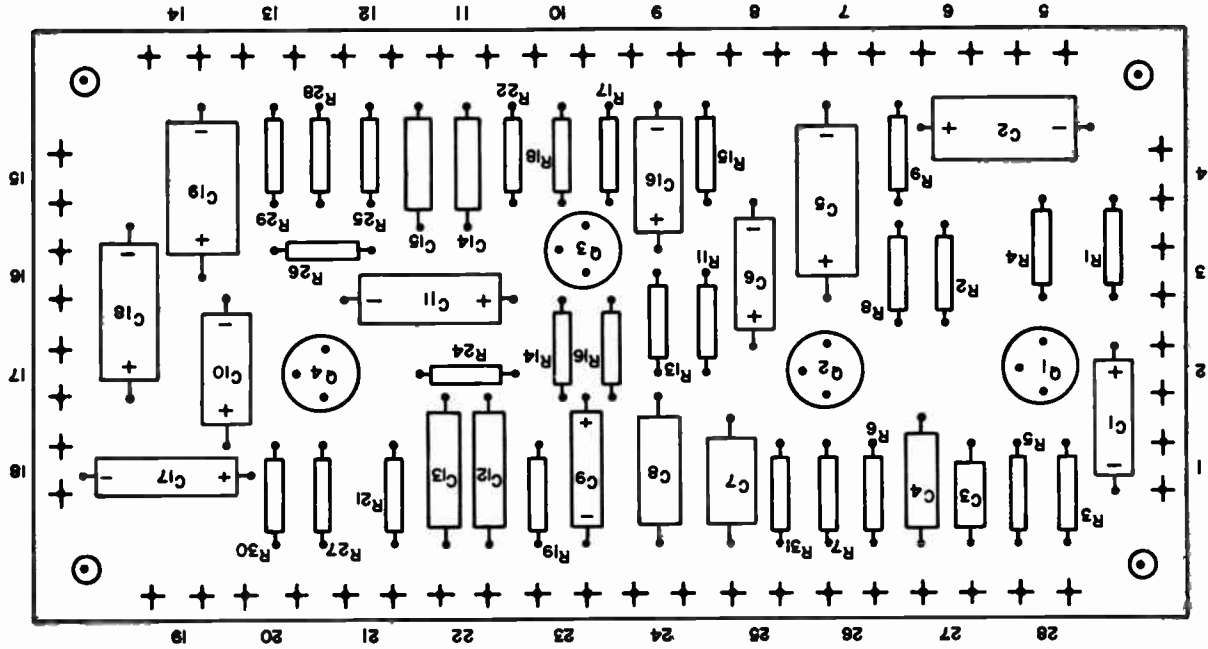 28 27 26 25 24 23 22 21 20 19
R31 R7 R19 R27 R30
R3
1 C3 C4 C7 C8 C9 C12 C13 R21 C17 18
C1 R5 R6
2 Q1 Q2 R13 R16 R14 R24 Q4 C10 17
R8 C11 C18
3 R1 R4 R2 C6 R11 Q3 R26 16
C5 C14 C15 R25 R29
4 R9 C16 C19 15
R15 R18
C2
R17 R22 R28
5 6 7 8 9 10 11 12 13 14
- +
+ -
+ -
+ -
+ -
+ -
+ -
+ -
+ -
+ -
+ -